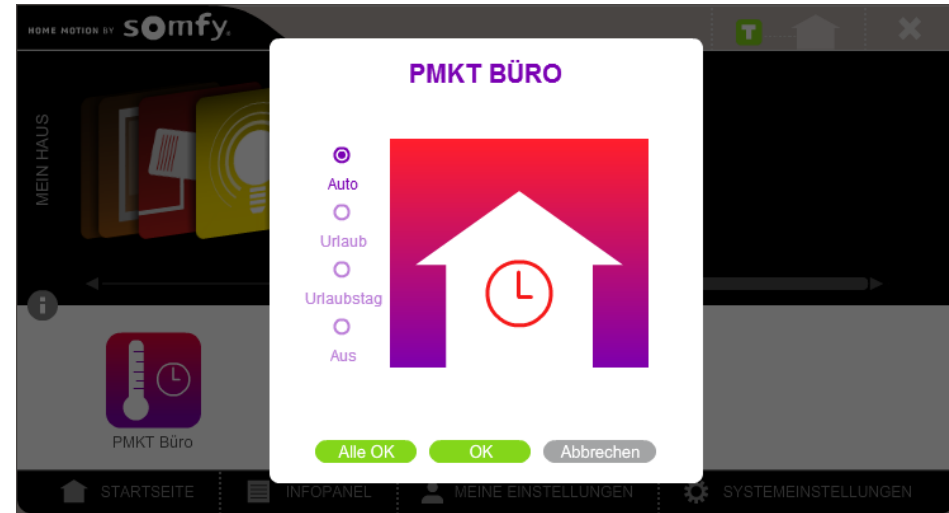 HOME MOTION BY somfy.
T
PMKT BÜRO
MEIN HAUS
Auto
Urlaub
Urlaubstag
Aus
i
PMKT Büro
Alle OK OK Abbrechen
STARTSEITE INFOPANEL MEINE EINSTELLUNGEN SYSTEMEINSTELLUNGEN